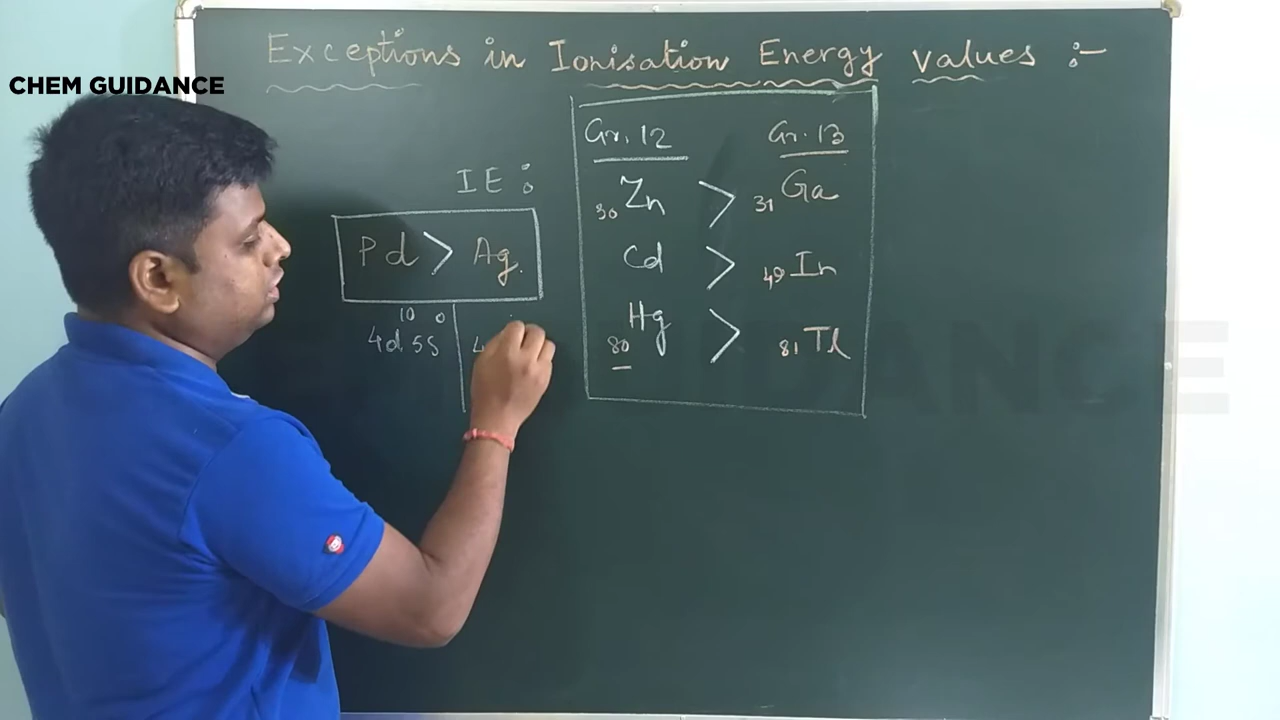 Exceptions in Ionisation Energy values :-
CHEM GUIDANCE
IE :
Pd > Ag
4d¹⁰ 5s⁰
4
Gr. 12 Gr. 13
₃₀Zn > ₃₁Ga
Cd > ₄₉In
₈₀Hg > ₈₁Tl